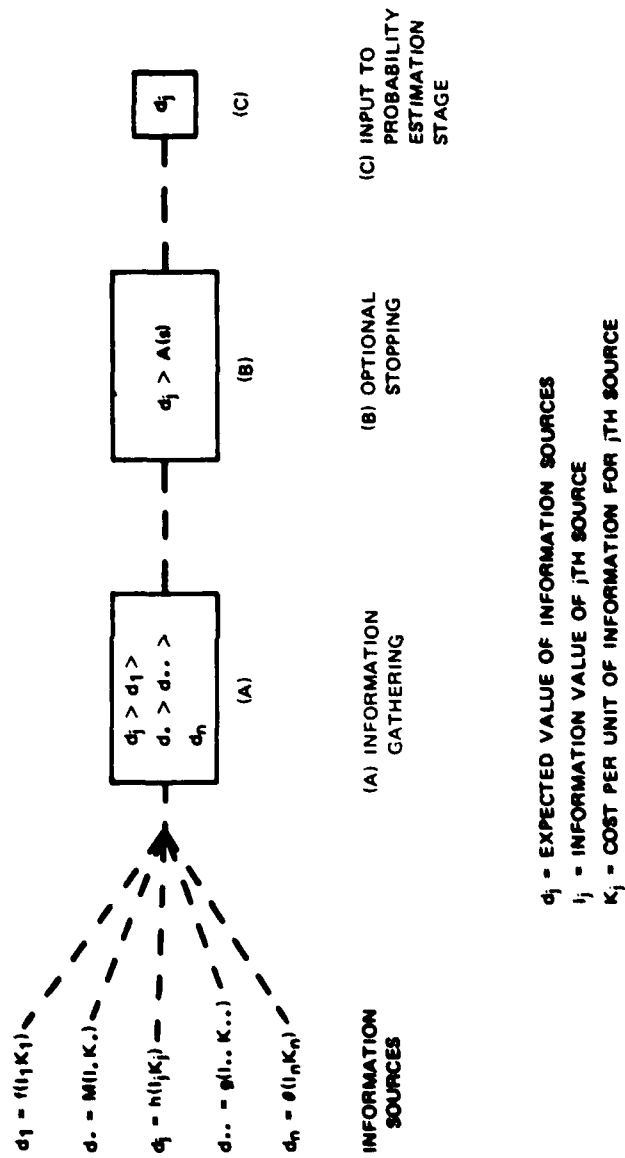 d1 = f(I1K1)
d. = M(I. K.)
dj = h(IjKj)
d.. = g(I.. K..)
dn = θ(InKn)
INFORMATION
SOURCES
dj > d1 >
d. > d.. >
dn
(A)
(A) INFORMATION
GATHERING
dj > A(s)
(B)
(B) OPTIONAL
STOPPING
dj
(C)
(C) INPUT TO
PROBABILITY
ESTIMATION
STAGE
dj = EXPECTED VALUE OF INFORMATION SOURCES
Ij = INFORMATION VALUE OF jTH SOURCE
Kj = COST PER UNIT OF INFORMATION FOR jTH SOURCE